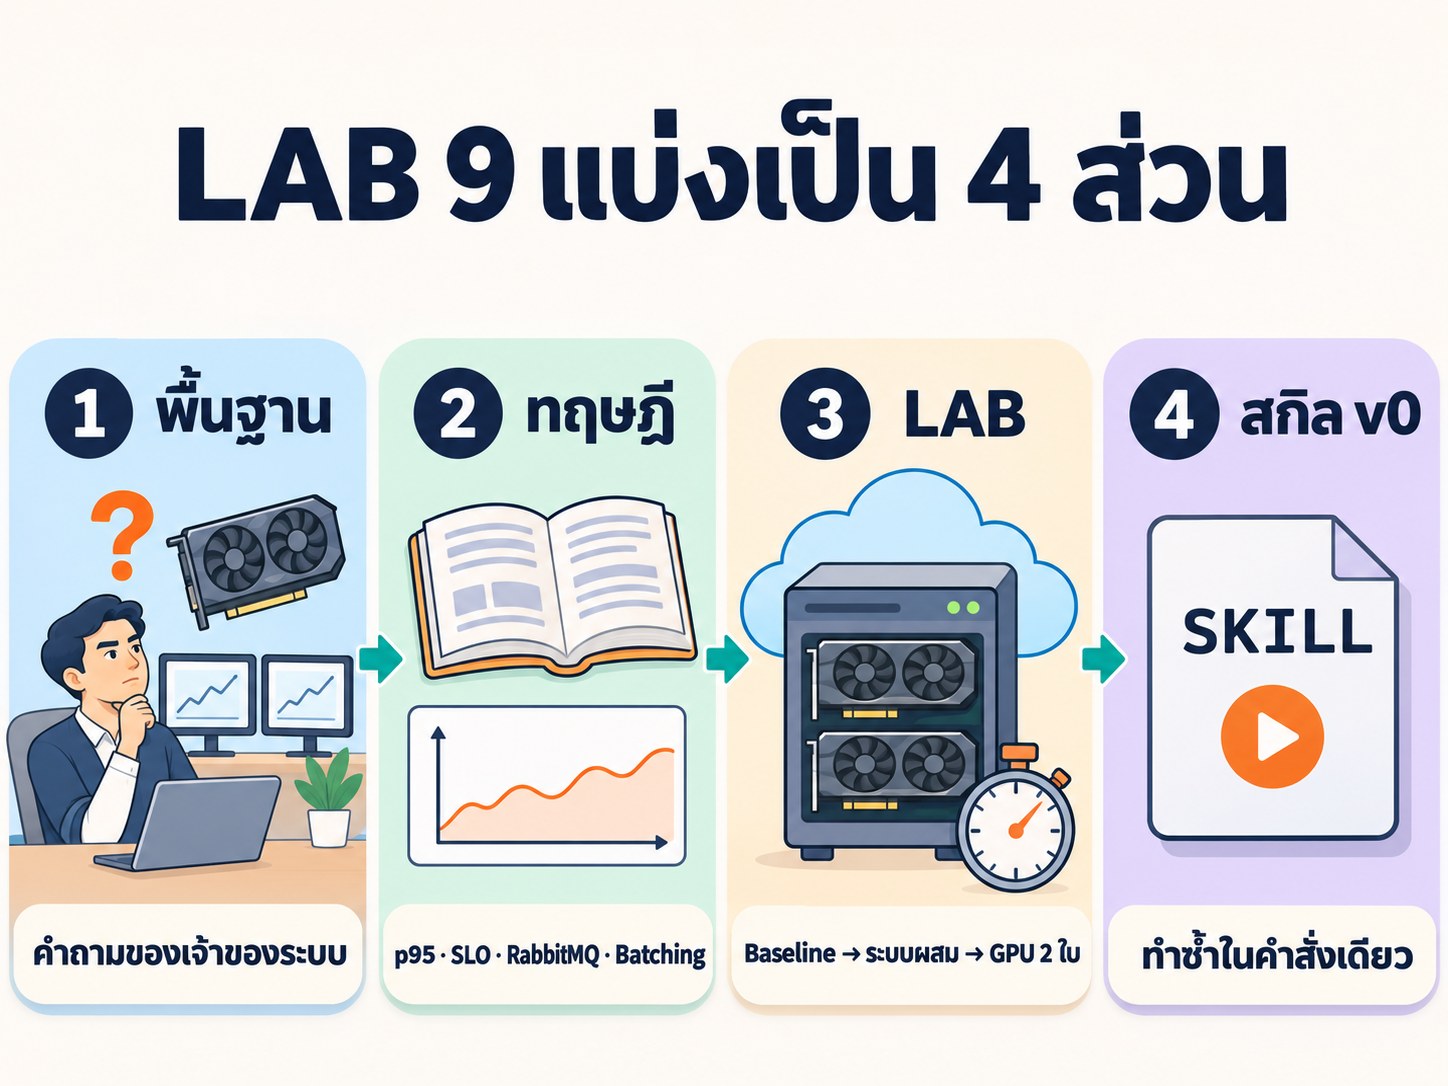 LAB 9 แบ่งเป็น 4 ส่วน
1 พื้นฐาน
?
คำถามของเจ้าของระบบ
2 ทฤษฎี
p95 · SLO · RabbitMQ · Batching
3 LAB
Baseline → ระบบผสม → GPU 2 ใบ
4 สกิล v0
SKILL
ทำซ้ำในคำสั่งเดียว